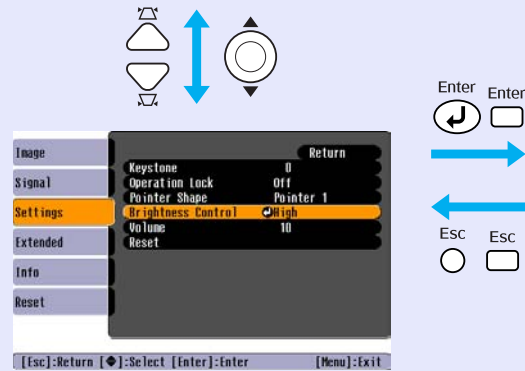 Enter Enter
Image
Signal
Settings
Extended
Info
Reset
Return
Keystone 0
Operation Lock Off
Pointer Shape Pointer 1
Brightness Control High
Volume 10
Reset
Esc Esc
[Esc]:Return [◆]:Select [Enter]:Enter [Menu]:Exit